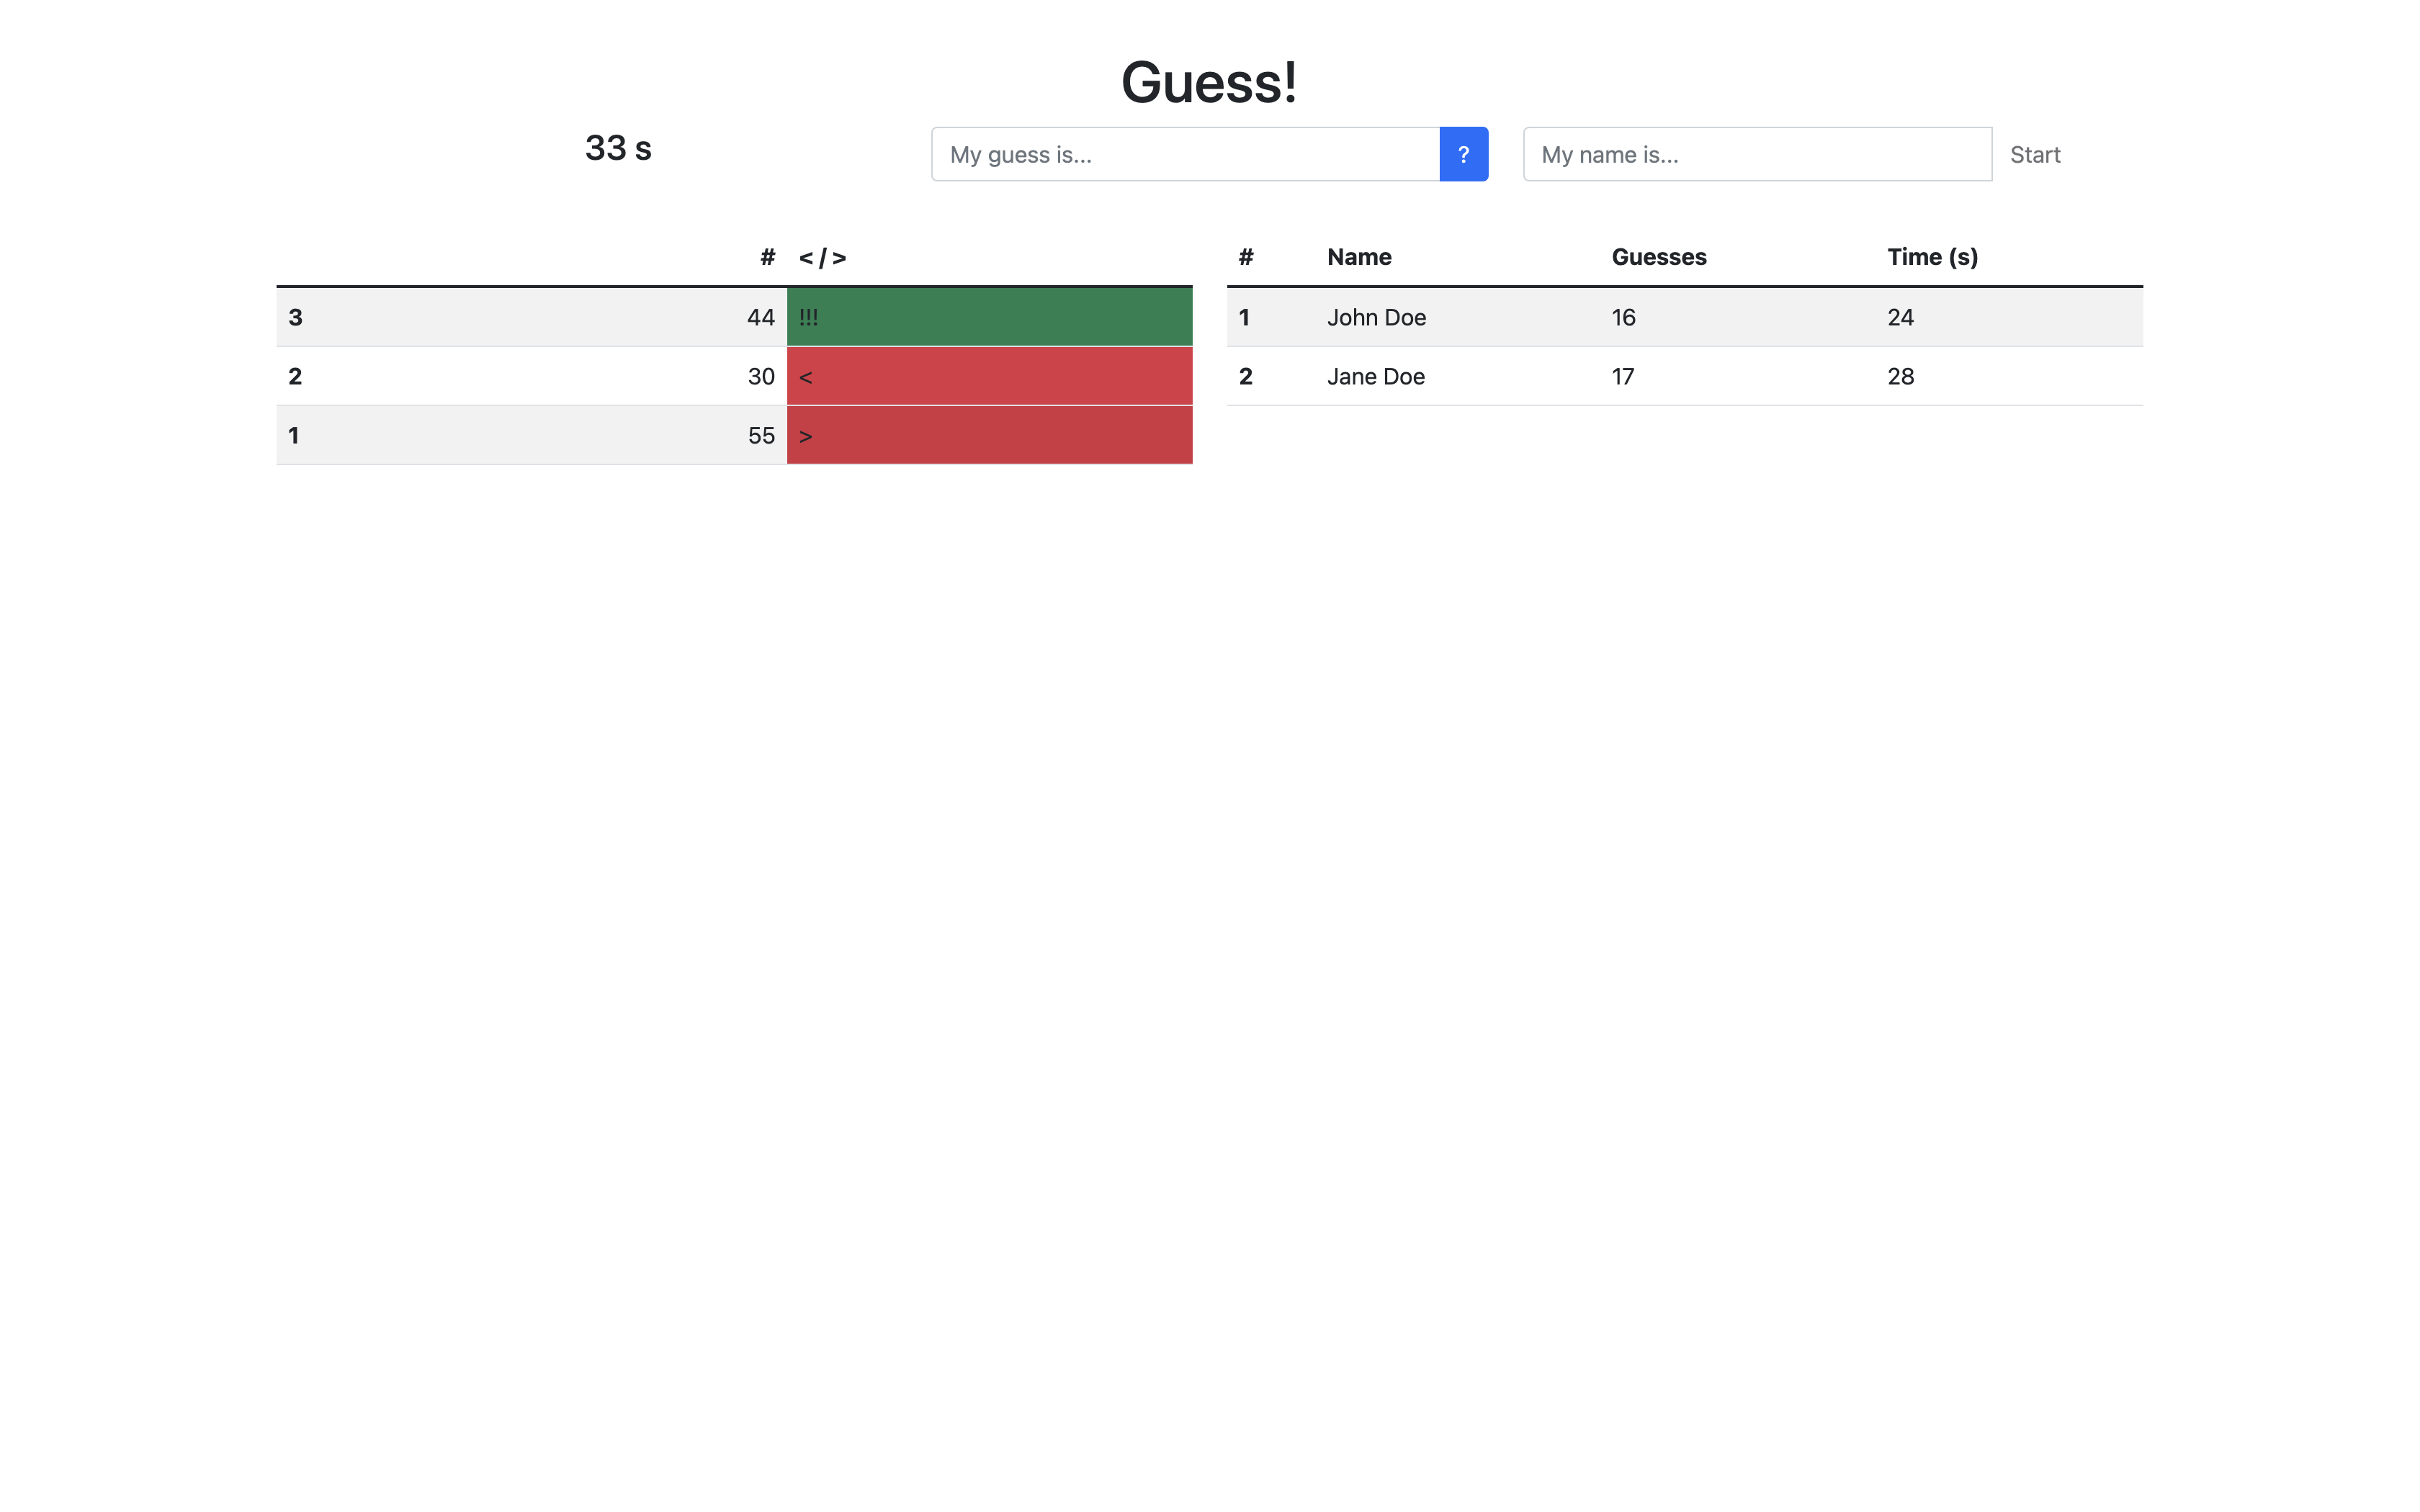 Guess!
33 s
My guess is...
?
My name is...
Start
# < / >
3 44 !!!
2 30 <
1 55 >
# Name Guesses Time (s)
1 John Doe 16 24
2 Jane Doe 17 28